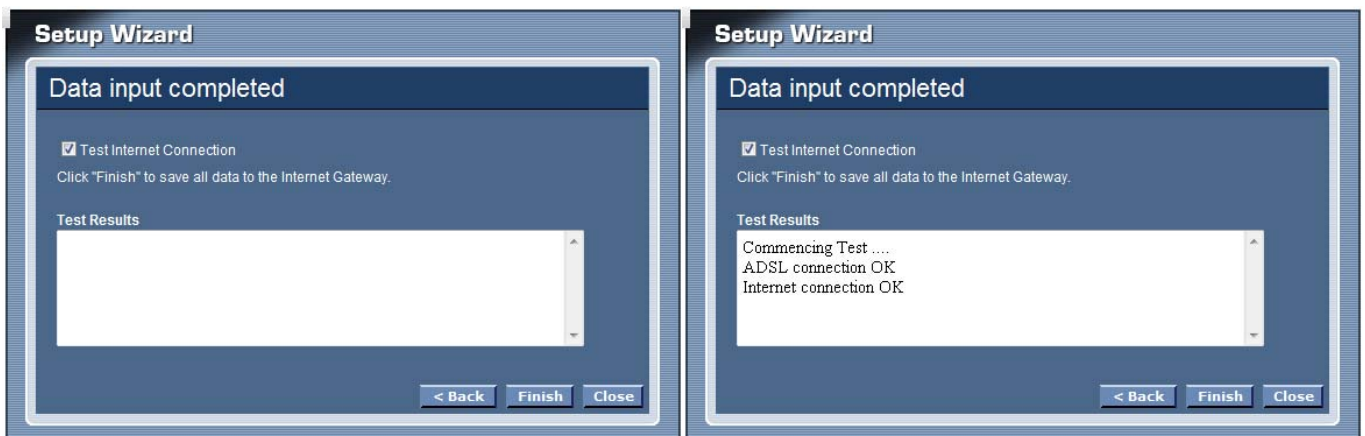 Setup Wizard
Data input completed
Test Internet Connection
Click "Finish" to save all data to the Internet Gateway.
Test Results
< Back Finish Close
Setup Wizard
Data input completed
Test Internet Connection
Click "Finish" to save all data to the Internet Gateway.
Test Results
Commencing Test ....
ADSL connection OK
Internet connection OK
< Back Finish Close